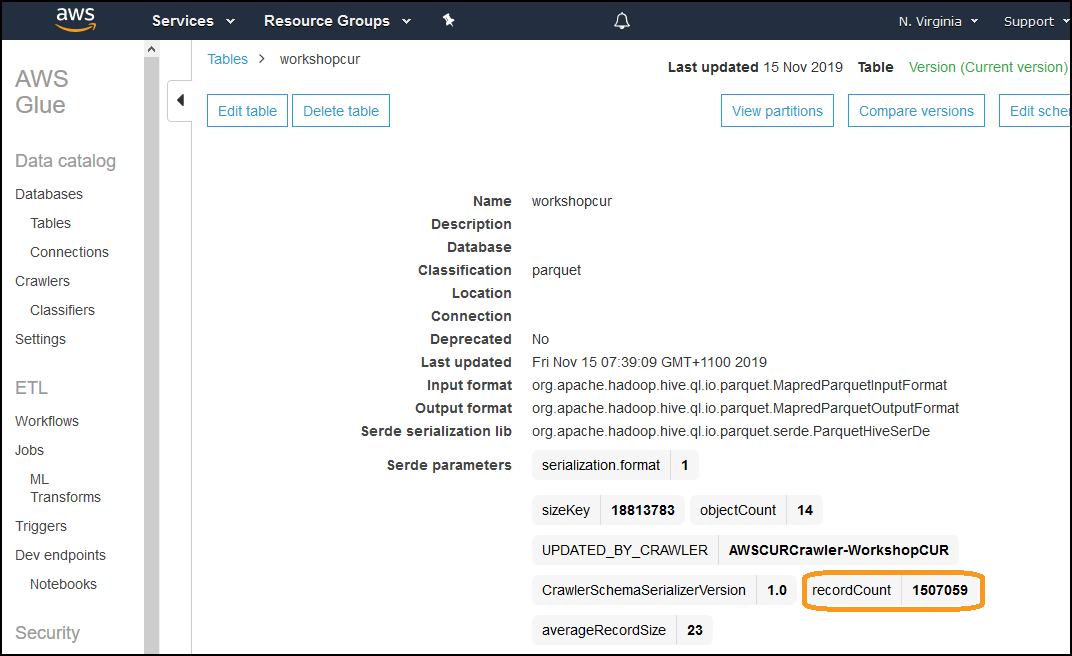 aws Services Resource Groups N. Virginia Support
AWS
Glue
Data catalog
Databases
Tables
Connections
Crawlers
Classifiers
Settings
ETL
Workflows
Jobs
ML
Transforms
Triggers
Dev endpoints
Notebooks
Security
Tables > workshopcur
Last updated 15 Nov 2019 Table Version (Current version)
Edit table Delete table View partitions Compare versions Edit sche
Name workshopcur
Description
Database
Classification parquet
Location
Connection
Deprecated No
Last updated Fri Nov 15 07:39:09 GMT+1100 2019
Input format org.apache.hadoop.hive.ql.io.parquet.MapredParquetInputFormat
Output format org.apache.hadoop.hive.ql.io.parquet.MapredParquetOutputFormat
Serde serialization lib org.apache.hadoop.hive.ql.io.parquet.serde.ParquetHiveSerDe
Serde parameters serialization.format 1
sizeKey 18813783 objectCount 14
UPDATED_BY_CRAWLER AWSCURCrawler-WorkshopCUR
CrawlerSchemaSerializerVersion 1.0 recordCount 1507059
averageRecordSize 23